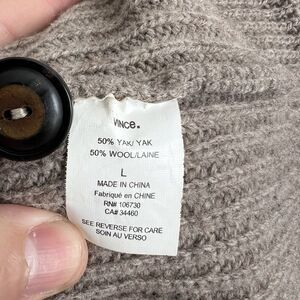 VINCE.
50% YAK/ YAK
50% WOOL/LAINE
L
MADE IN CHINA
Fabriqué en CHINE
RN# 106730
CA# 34460
SEE REVERSE FOR CARE
SOIN AU VERSO